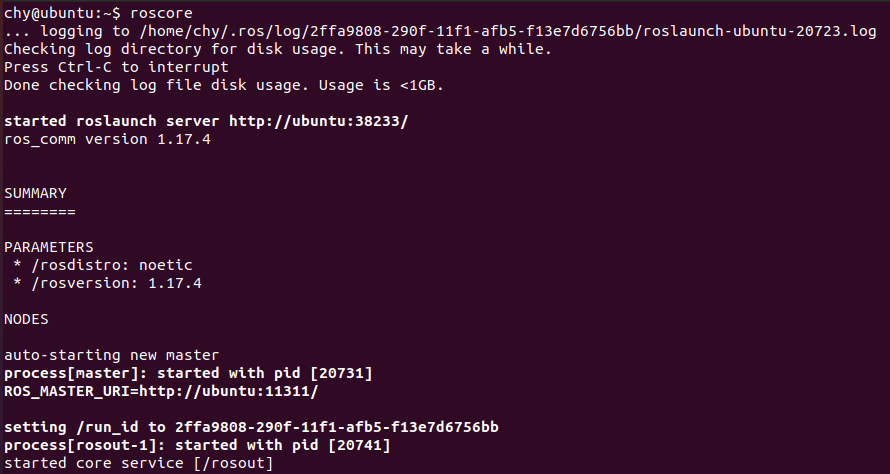 chy@ubuntu:~$ roscore
... logging to /home/chy/.ros/log/2ffa9808-290f-11f1-afb5-f13e7d6756bb/roslaunch-ubuntu-20723.log
Checking log directory for disk usage. This may take a while.
Press Ctrl-C to interrupt
Done checking log file disk usage. Usage is <1GB.
started roslaunch server http://ubuntu:38233/
ros_comm version 1.17.4
SUMMARY
========
PARAMETERS
 * /rosdistro: noetic
 * /rosversion: 1.17.4
NODES
auto-starting new master
process[master]: started with pid [20731]
ROS_MASTER_URI=http://ubuntu:11311/
setting /run_id to 2ffa9808-290f-11f1-afb5-f13e7d6756bb
process[rosout-1]: started with pid [20741]
started core service [/rosout]